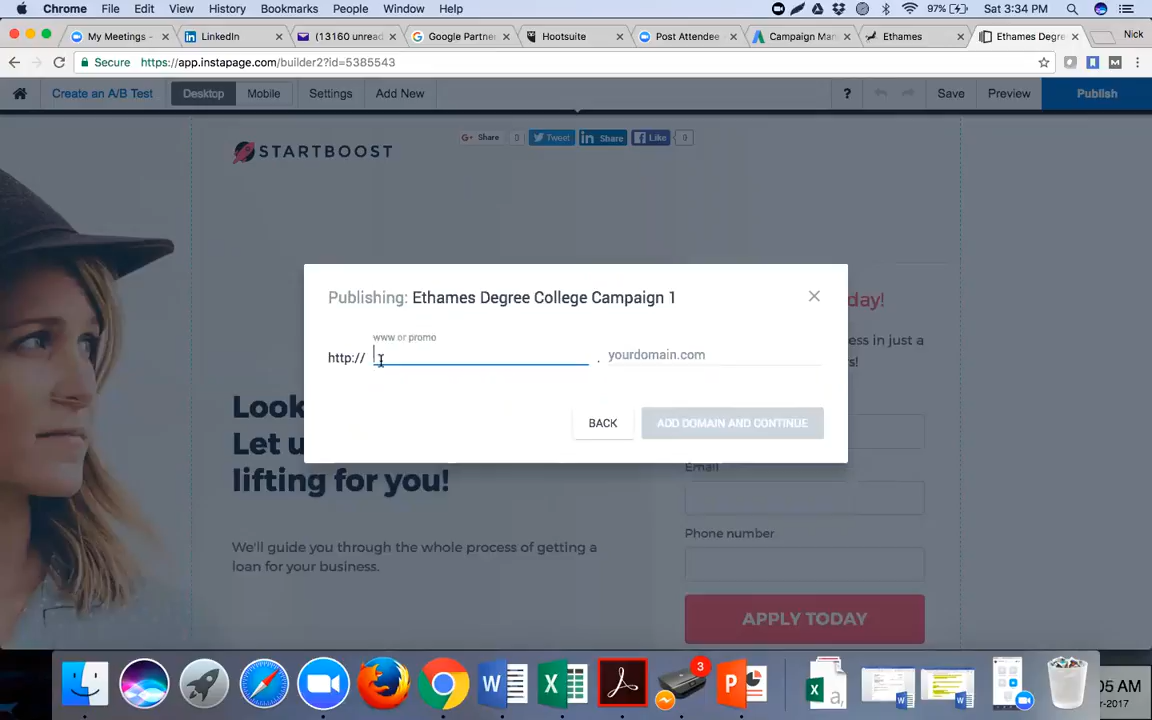 Chrome File Edit View History Bookmarks People Window Help
97% Sat 3:34 PM
My Meetings -
LinkedIn
(13160 unrea
Google Partne
Hootsuite
Post Attendee
Campaign Man
Ethames
Ethames Degre
Nick
Secure https://app.instapage.com/builder2?id=5385543
Create an A/B Test Desktop Mobile Settings Add New ? Save Preview Publish
STARTBOOST
G+ Share 0 Tweet in Share Like 0
Publishing: Ethames Degree College Campaign 1
day!
www or promo
http:// . yourdomain.com
ess in just a
s!
BACK ADD DOMAIN AND CONTINUE
Look
Let u
lifting for you!
Email
We'll guide you through the whole process of getting a
loan for your business.
Phone number
APPLY TODAY
3
W X P X a W W
:05 AM
r-2017